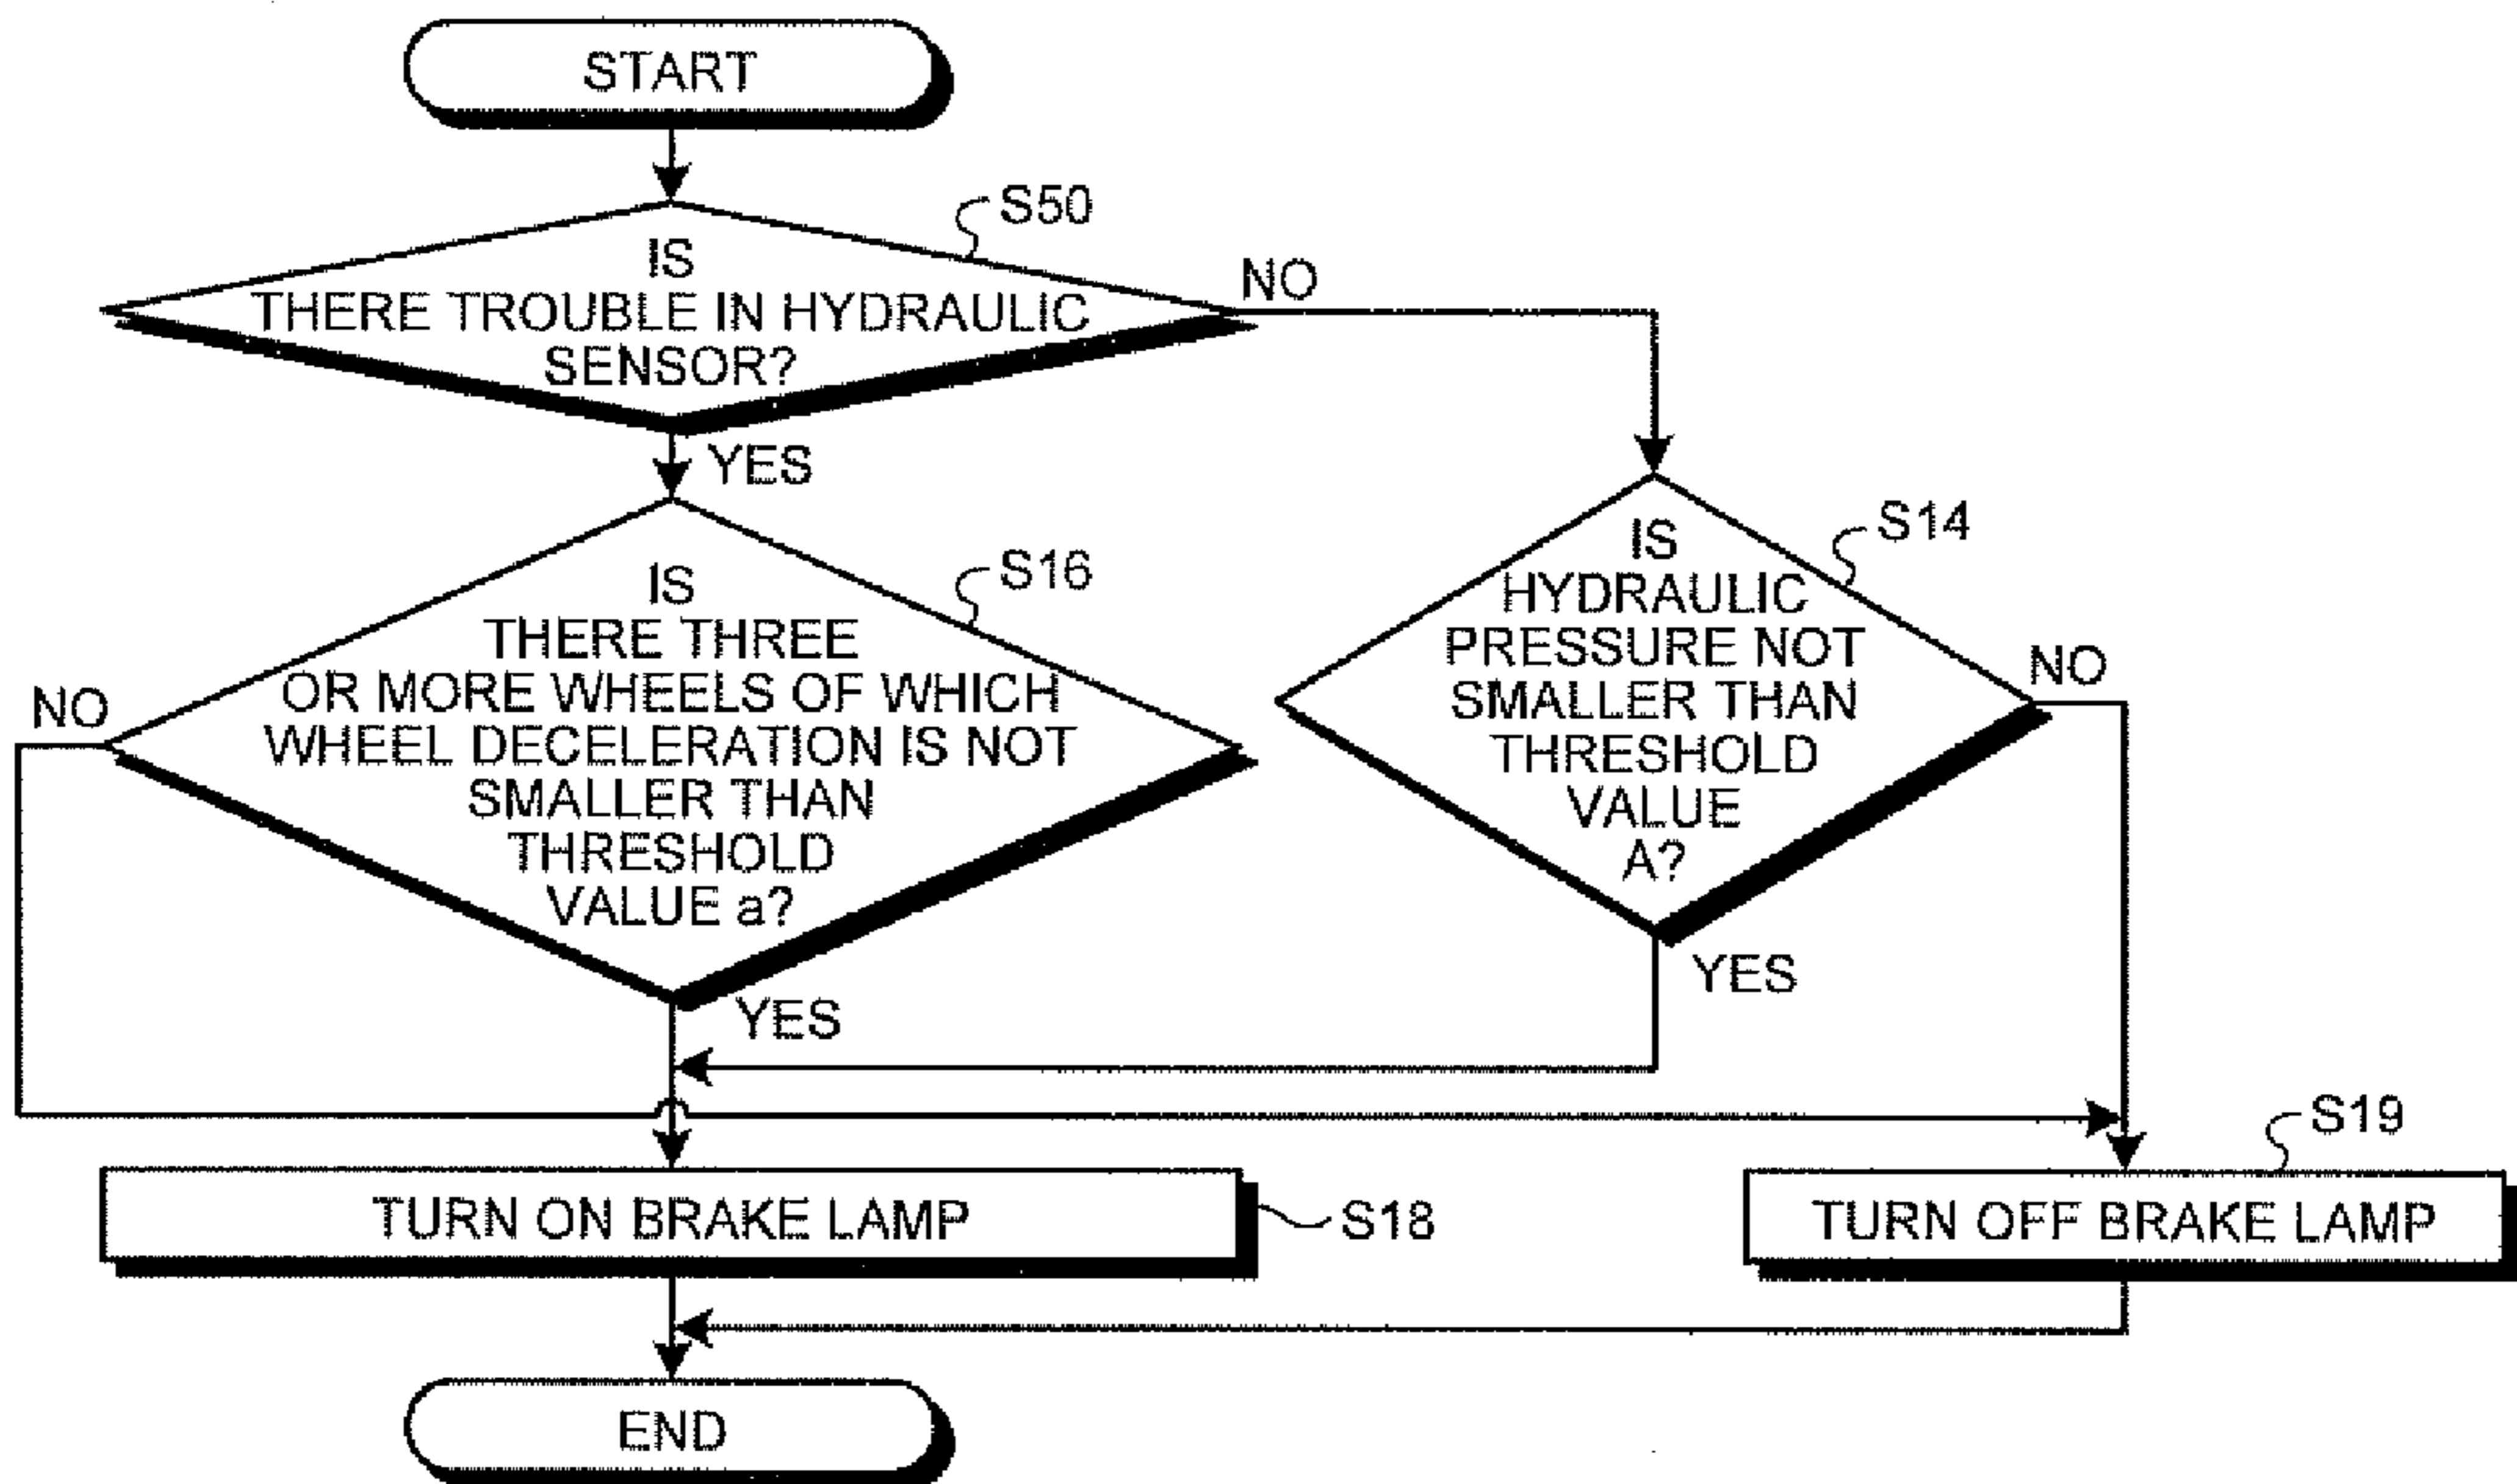 START
S50
IS
THERE TROUBLE IN HYDRAULIC
SENSOR?
NO
YES
S16
IS
THERE THREE
OR MORE WHEELS OF WHICH
WHEEL DECELERATION IS NOT
SMALLER THAN
THRESHOLD
VALUE a?
NO
YES
S14
IS
HYDRAULIC
PRESSURE NOT
SMALLER THAN
THRESHOLD
VALUE
A?
NO
YES
TURN ON BRAKE LAMP
S18
S19
TURN OFF BRAKE LAMP
END